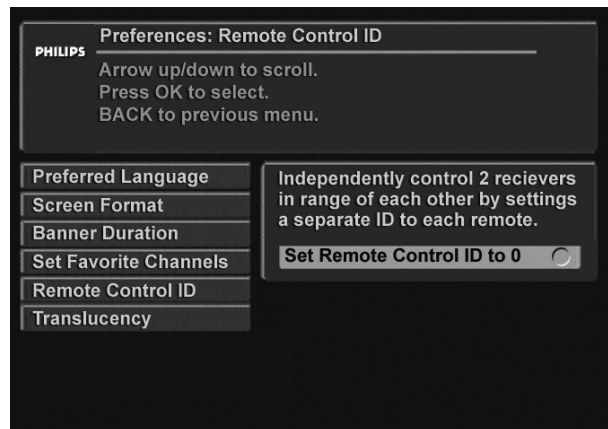 Preferences: Remote Control ID
PHILIPS
Arrow up/down to scroll.
Press OK to select.
BACK to previous menu.
Preferred Language
Screen Format
Banner Duration
Set Favorite Channels
Remote Control ID
Translucency
Independently control 2 recievers
in range of each other by settings
a separate ID to each remote.
Set Remote Control ID to 0